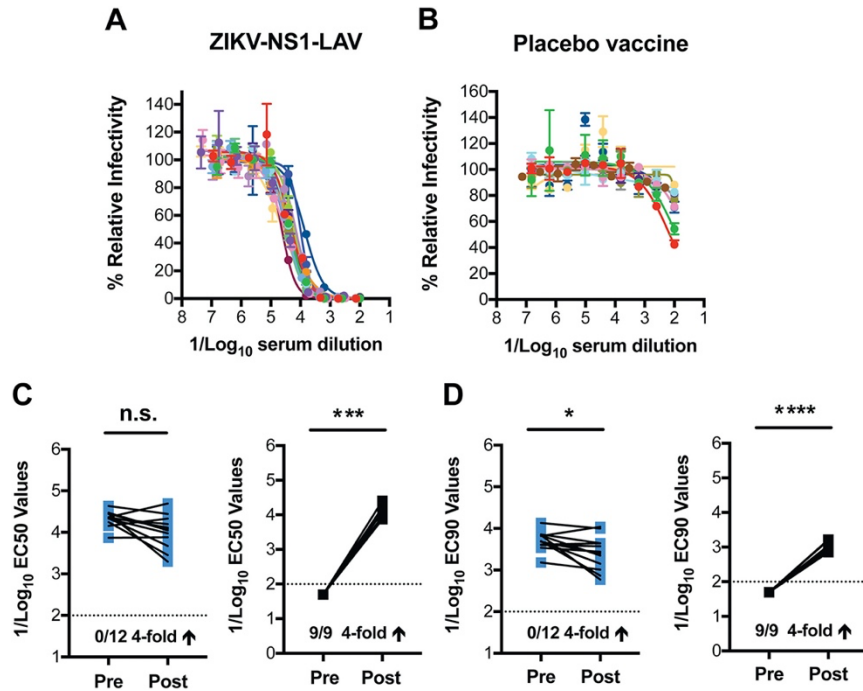 A
ZIKV-NS1-LAV
% Relative Infectivity
140
120
100
80
60
40
20
0
8 7 6 5 4 3 2 1
1/Log10 serum dilution
B
Placebo vaccine
% Relative Infectivity
160
140
120
100
80
60
40
20
0
8 7 6 5 4 3 2 1
1/Log10 serum dilution
C
n.s.
1/Log10 EC50 Values
6
5
4
3
2
1
0/12 4-fold ↑
Pre Post
***
1/Log10 EC50 Values
6
5
4
3
2
1
9/9 4-fold ↑
Pre Post
D
*
1/Log10 EC90 Values
6
5
4
3
2
1
0/12 4-fold ↑
Pre Post
****
1/Log10 EC90 Values
6
5
4
3
2
1
9/9 4-fold ↑
Pre Post